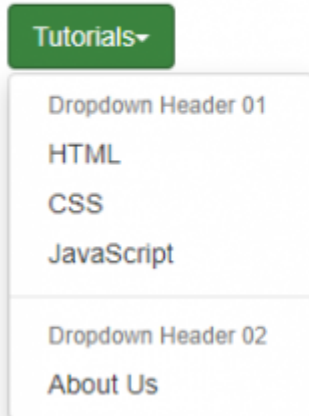 Tutorials
Dropdown Header 01
HTML
CSS
JavaScript
Dropdown Header 02
About Us